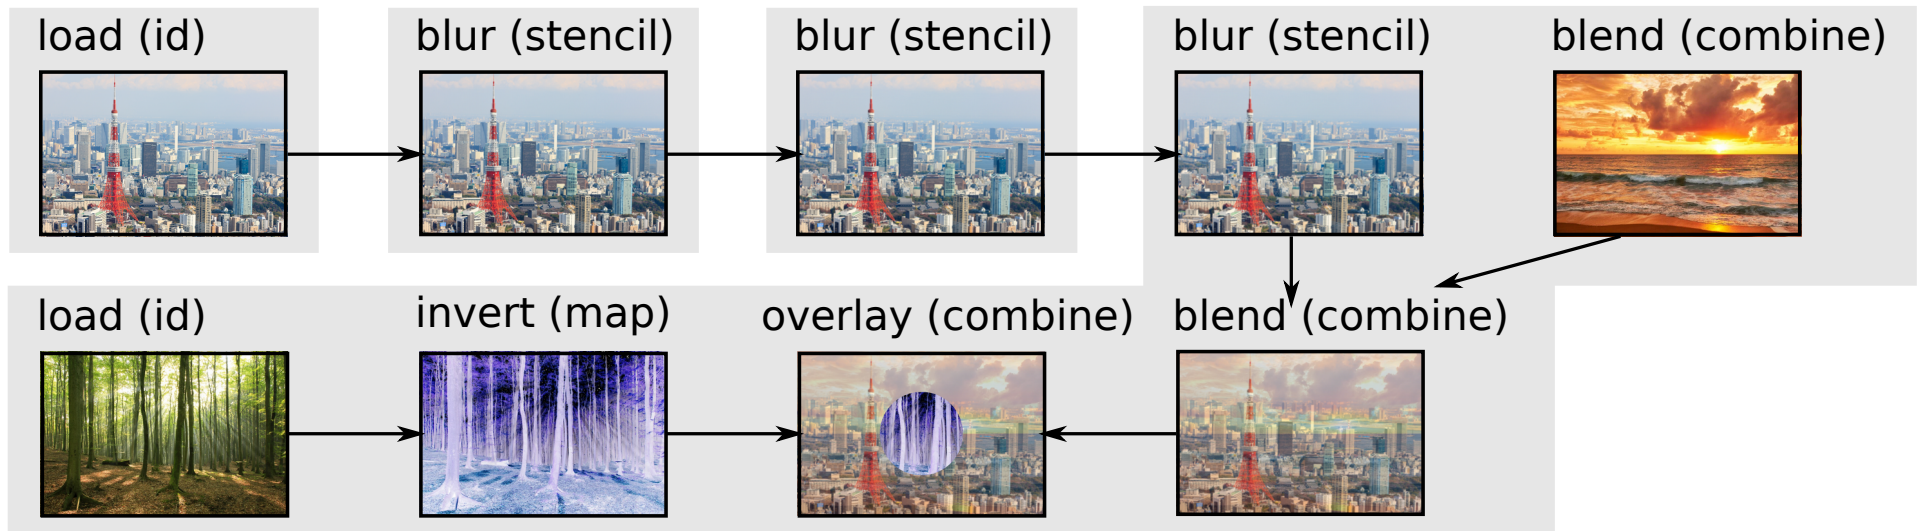 load (id)
blur (stencil)
blur (stencil)
blur (stencil)
blend (combine)
load (id)
invert (map)
overlay (combine)
blend (combine)